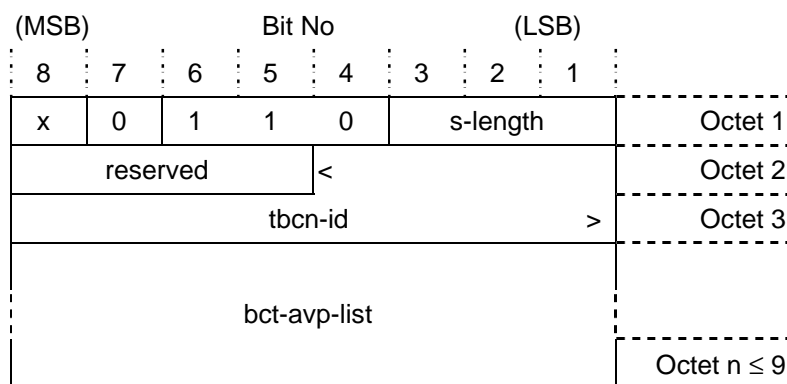 (MSB) Bit No (LSB)
8 7 6 5 4 3 2 1
x 0 1 1 0 s-length Octet 1
reserved < Octet 2
tbcn-id > Octet 3
bct-avp-list
Octet n ≤ 9